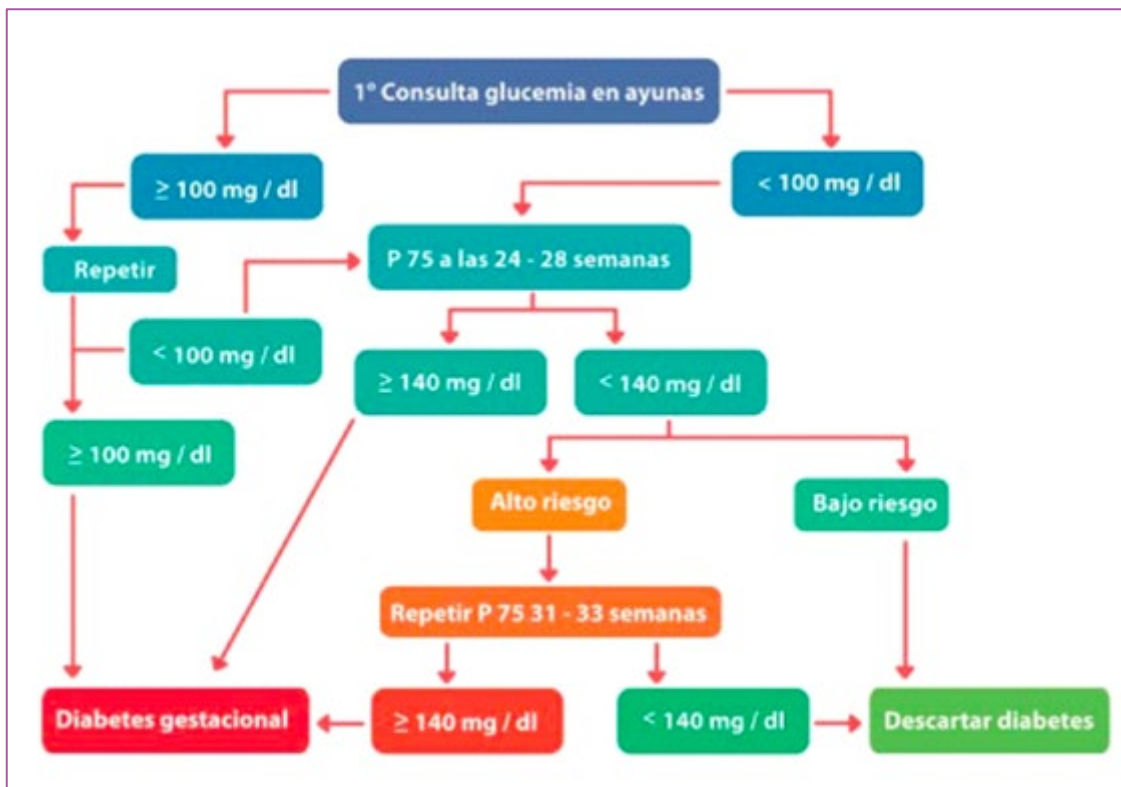 1° Consulta glucemia en ayunas
≥ 100 mg / dl
< 100 mg / dl
Repetir
P 75 a las 24 - 28 semanas
< 100 mg / dl
≥ 140 mg / dl
< 140 mg / dl
≥ 100 mg / dl
Alto riesgo
Bajo riesgo
Repetir P 75 31 - 33 semanas
Diabetes gestacional
≥ 140 mg / dl
< 140 mg / dl
Descartar diabetes